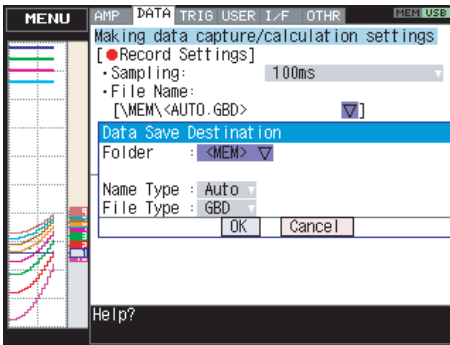 MENU AMP DATA TRIG USER I/F OTHR MEM USB
Making data capture/calculation settings
[●Record Settings]
・Sampling: 100ms
・File Name:
[\MEM\<AUTO.GBD> ▽]
Data Save Destination
Folder : <MEM> ▽
Name Type : Auto
File Type : GBD
OK Cancel
Help?